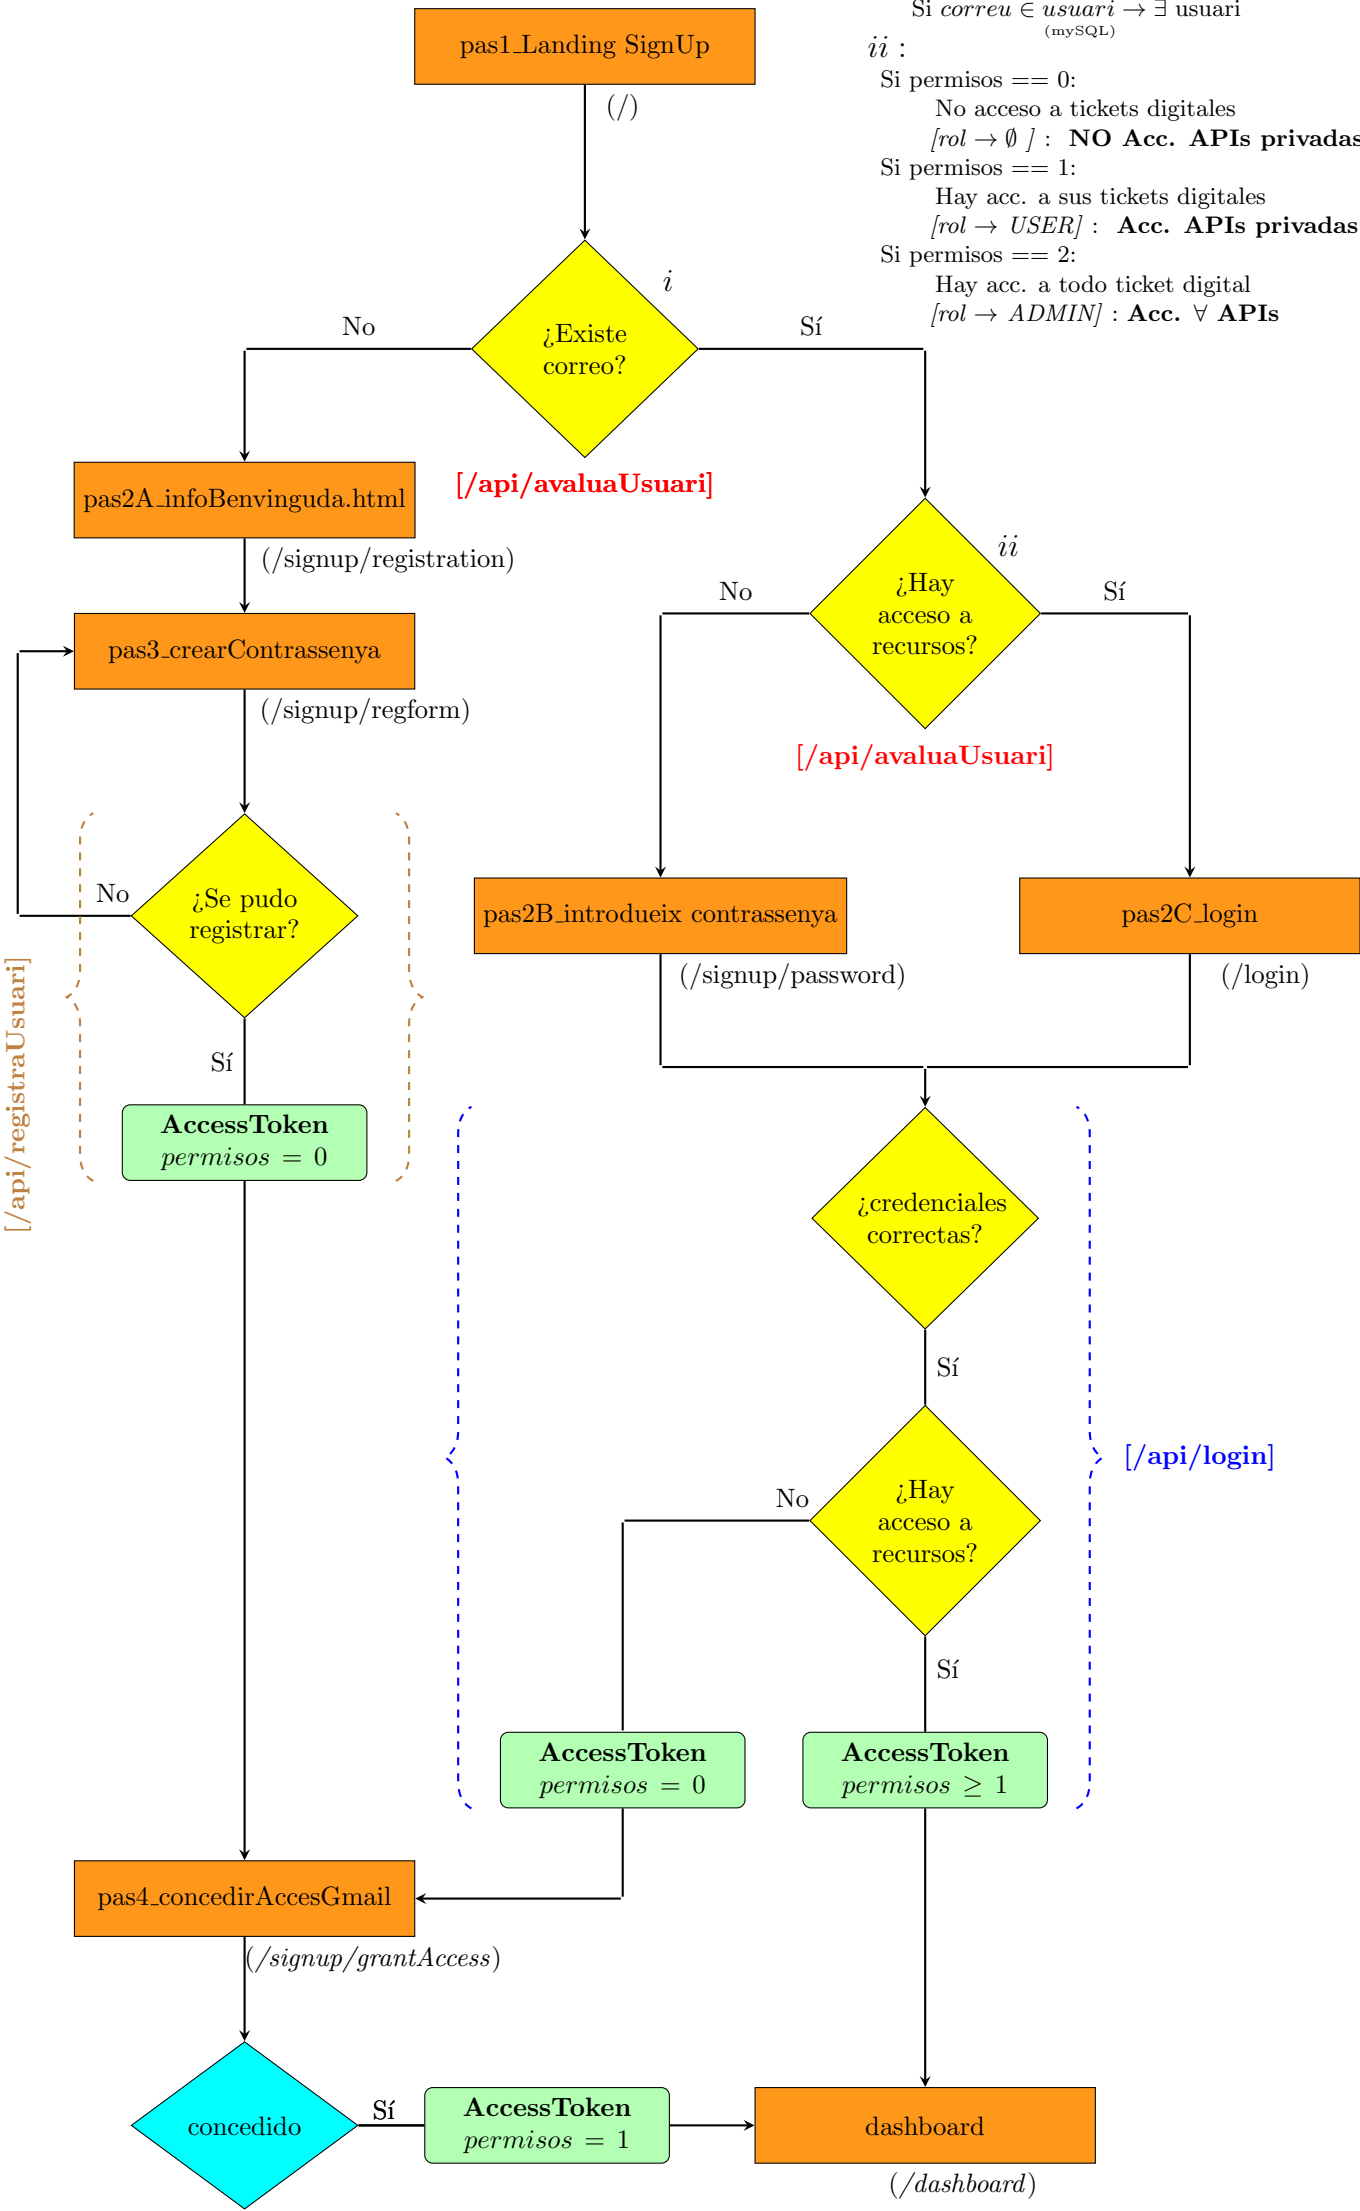 Si correu ∈ usuari → ∃ usuari
(mySQL)
pas1_Landing SignUp
(/)
ii :
Si permisos == 0:
No acceso a tickets digitales
[rol → ∅ ] : NO Acc. APIs privadas
Si permisos == 1:
Hay acc. a sus tickets digitales
[rol → USER] : Acc. APIs privadas
Si permisos == 2:
Hay acc. a todo ticket digital
[rol → ADMIN] : Acc. ∀ APIs
i
¿Existe
correo?
No
Sí
[/api/avaluaUsuari]
pas2A_infoBenvinguda.html
(/signup/registration)
pas3_crearContrassenya
(/signup/regform)
ii
¿Hay
acceso a
recursos?
No
Sí
[/api/avaluaUsuari]
¿Se pudo
registrar?
No
Sí
[/api/registraUsuari]
AccessToken
permisos = 0
pas2B_introdueix contrassenya
(/signup/password)
pas2C_login
(/login)
¿credenciales
correctas?
Sí
¿Hay
acceso a
recursos?
[/api/login]
No
Sí
AccessToken
permisos = 0
AccessToken
permisos ≥ 1
pas4_concedirAccesGmail
(/signup/grantAccess)
concedido
Sí
AccessToken
permisos = 1
dashboard
(/dashboard)